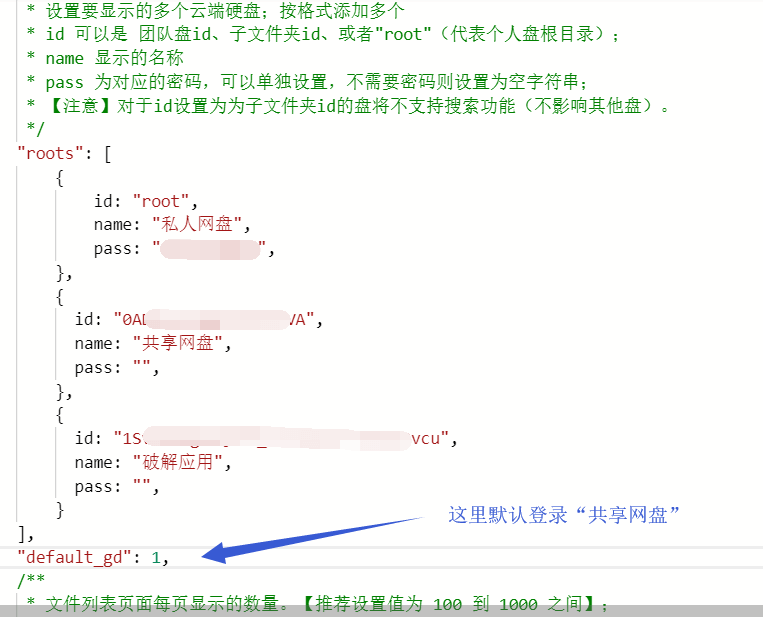 * 设置要显示的多个云端硬盘；按格式添加多个
* id 可以是 团队盘id、子文件夹id、或者"root"（代表个人盘根目录）；
* name 显示的名称
* pass 为对应的密码，可以单独设置，不需要密码则设置为空字符串；
* 【注意】对于id设置为为子文件夹id的盘将不支持搜索功能（不影响其他盘）。
*/
"roots": [
{
id: "root",
name: "私人网盘",
pass: "",
},
{
id: "0AD VA",
name: "共享网盘",
pass: "",
},
{
id: "1S vcu",
name: "破解应用",
pass: "",
}
],
这里默认登录“共享网盘”
"default_gd": 1,
/**
* 文件列表页面每页显示的数量。【推荐设置值为 100 到 1000 之间】；